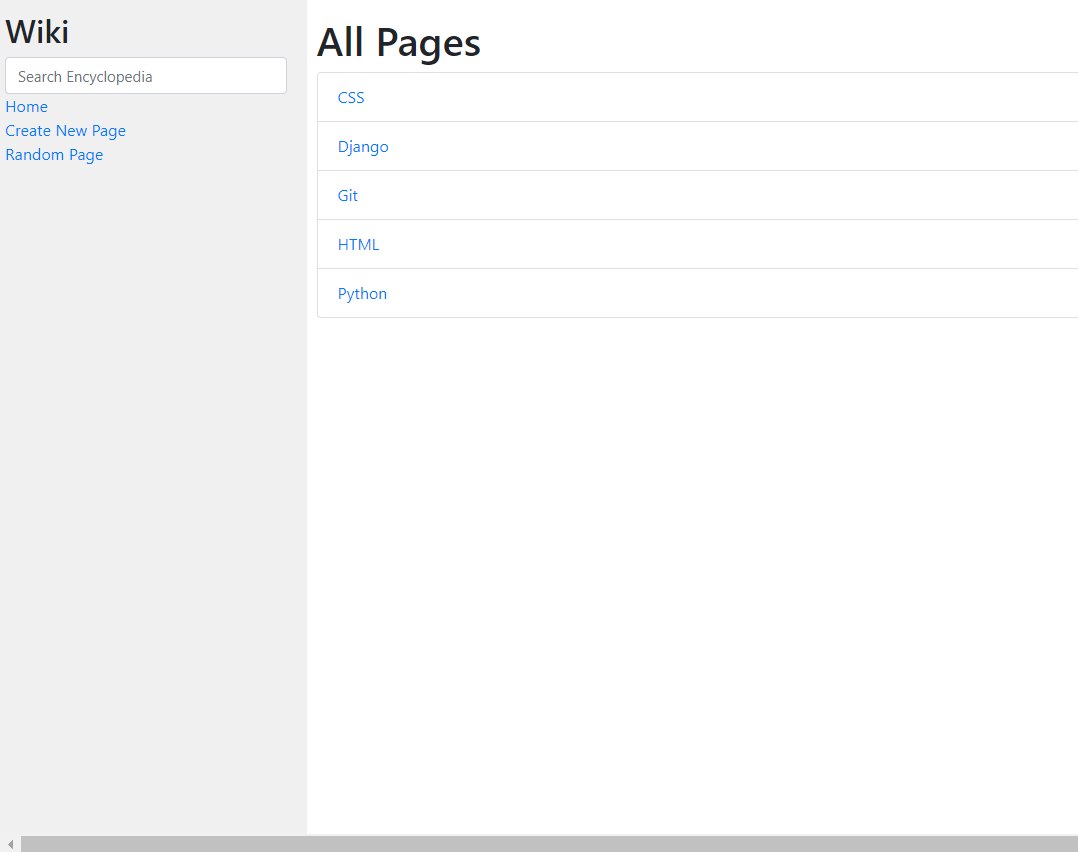 Wiki
Search Encyclopedia
Home
Create New Page
Random Page
All Pages
CSS
Django
Git
HTML
Python